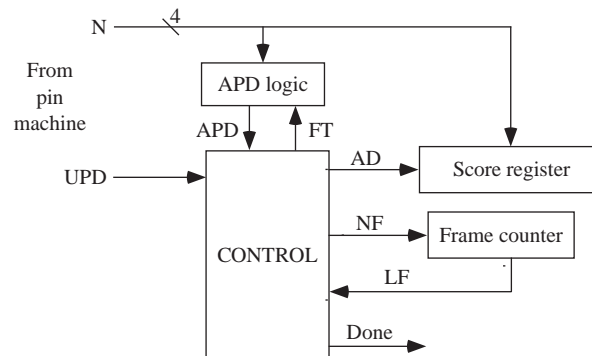 N
4
From
pin
machine
APD logic
APD
FT
UPD
AD
Score register
NF
Frame counter
CONTROL
LF
Done